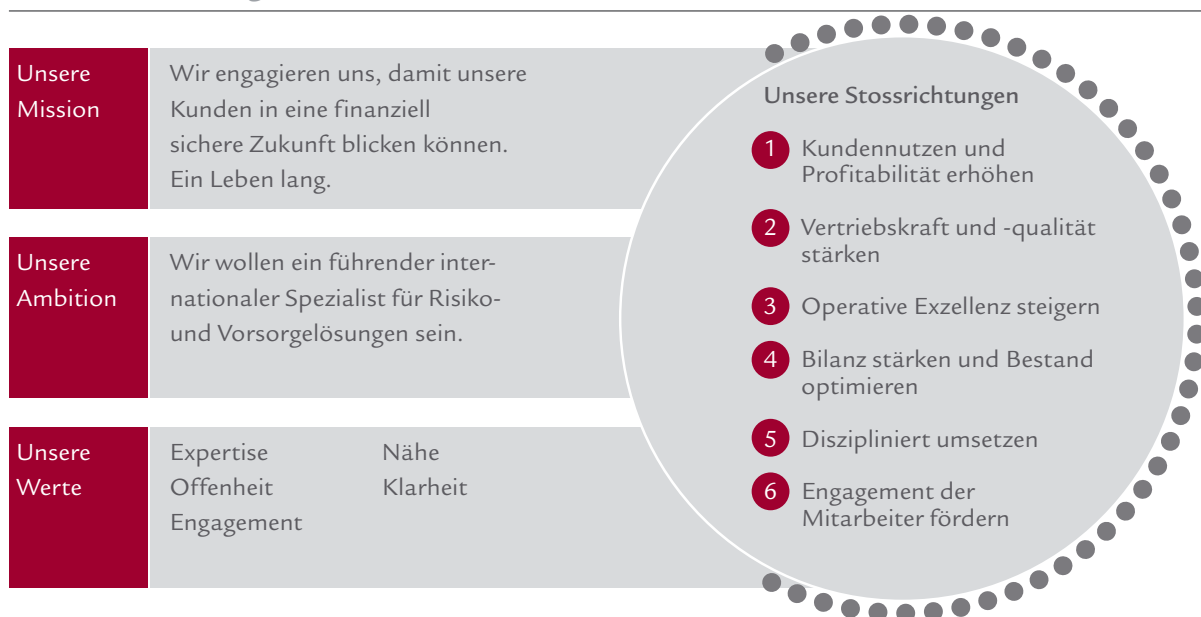 Unsere
Mission
Wir engagieren uns, damit unsere
Kunden in eine finanziell
sichere Zukunft blicken können.
Ein Leben lang.
Unsere
Ambition
Wir wollen ein führender inter-
nationaler Spezialist für Risiko-
und Vorsorgelösungen sein.
Unsere
Werte
Expertise
Offenheit
Engagement
Nähe
Klarheit
Unsere Stossrichtungen
1 Kundennutzen und
Profitabilität erhöhen
2 Vertriebskraft und -qualität
stärken
3 Operative Exzellenz steigern
4 Bilanz stärken und Bestand
optimieren
5 Diszipliniert umsetzen
6 Engagement der
Mitarbeiter fördern